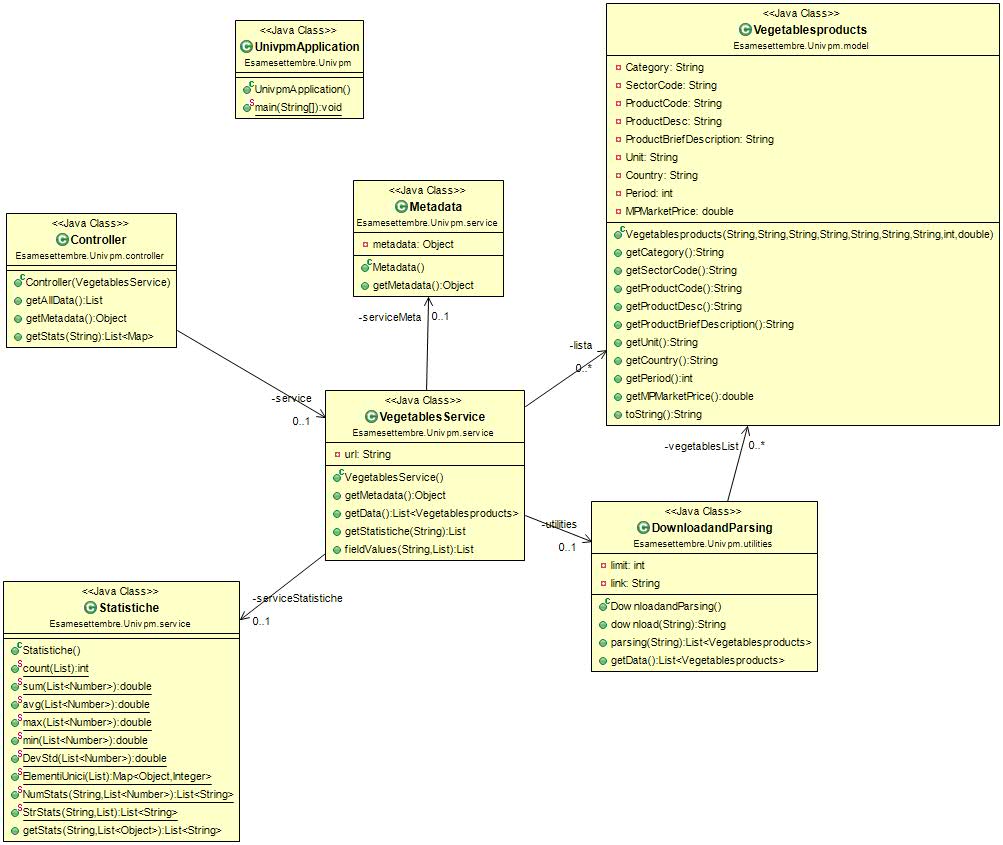 <<Java Class>>
UnivpmApplication
Esamesettembre.Univpm
UnivpmApplication()
main(String[]):void
<<Java Class>>
Vegetablesproducts
Esamesettembre.Univpm.model
Category: String
SectorCode: String
ProductCode: String
ProductDesc: String
ProductBriefDescription: String
Unit: String
Country: String
Period: int
MPMarketPrice: double
Vegetablesproducts(String,String,String,String,String,String,String,int,double)
getCategory():String
getSectorCode():String
getProductCode():String
getProductDesc():String
getProductBriefDescription():String
getUnit():String
getCountry():String
getPeriod():int
getMPMarketPrice():double
toString():String
<<Java Class>>
Metadata
Esamesettembre.Univpm.service
metadata: Object
Metadata()
getMetadata():Object
<<Java Class>>
Controller
Esamesettembre.Univpm.controller
Controller(VegetablesService)
getAllData():List
getMetadata():Object
getStats(String):List<Map>
-serviceMeta
0..1
-lista
0..*
-service
0..1
<<Java Class>>
VegetablesService
Esamesettembre.Univpm.service
url: String
VegetablesService()
getMetadata():Object
getData():List<Vegetablesproducts>
getStatistiche(String):List
fieldValues(String,List):List
-vegetablesList
0..*
-utilities
0..1
<<Java Class>>
DownloadandParsing
Esamesettembre.Univpm.utilities
limit: int
link: String
DownloadandParsing()
download(String):String
parsing(String):List<Vegetablesproducts>
getData():List<Vegetablesproducts>
-serviceStatistiche
0..1
<<Java Class>>
Statistiche
Esamesettembre.Univpm.service
Statistiche()
count(List):int
sum(List<Number>):double
avg(List<Number>):double
max(List<Number>):double
min(List<Number>):double
DevStd(List<Number>):double
ElementiUnici(List):Map<Object,Integer>
NumStats(String,List<Number>):List<String>
StrStats(String,List):List<String>
getStats(String,List<Object>):List<String>